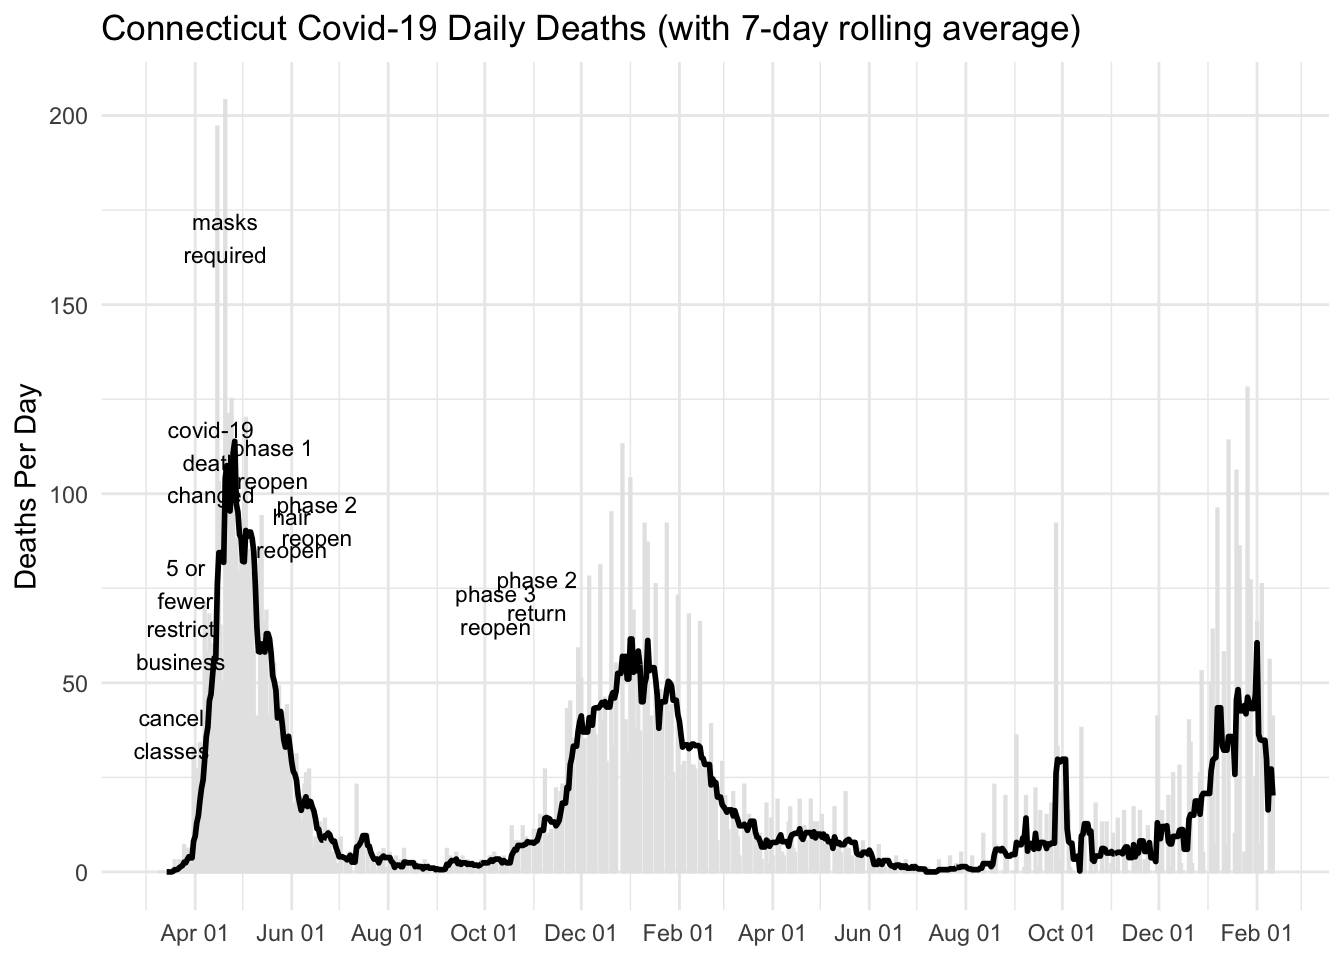 Connecticut Covid-19 Daily Deaths (with 7-day rolling average)
Deaths Per Day
200
150
100
50
0
masks
required
covid-19
death
changed
phase 1
reopen
phase 2
reopen
hair
reopen
5 or
fewer
restrict
business
cancel
classes
phase 3
reopen
phase 2
return
Apr 01 Jun 01 Aug 01 Oct 01 Dec 01 Feb 01 Apr 01 Jun 01 Aug 01 Oct 01 Dec 01 Feb 01